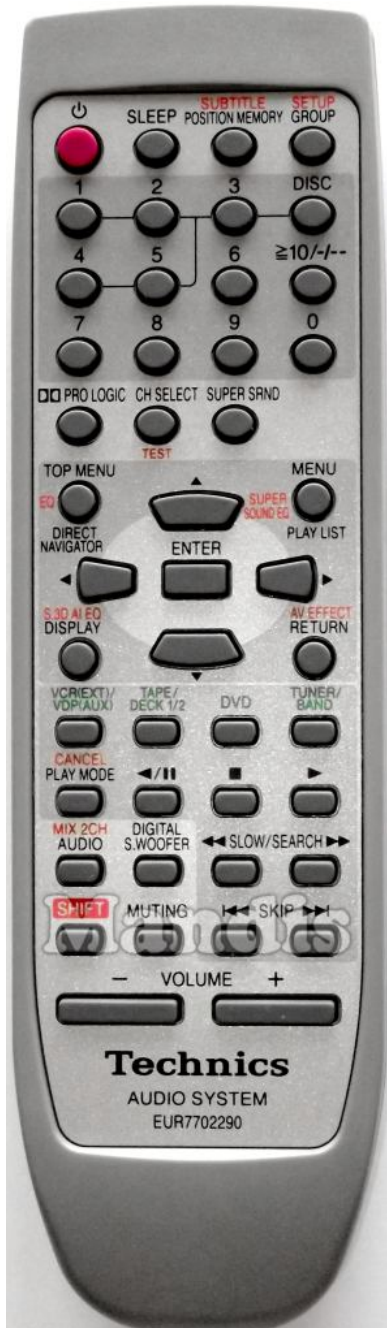 SUBTITLE SETUP
SLEEP POSITION MEMORY GROUP
1 2 3 DISC
4 5 6 ≧10/-/--
7 8 9 0
PRO LOGIC CH SELECT SUPER SRND
TEST
TOP MENU MENU
EQ SUPER
SOUND EQ
DIRECT
NAVIGATOR
ENTER
PLAY LIST
S.3D AI EQ AV EFFECT
DISPLAY RETURN
VCR(EXT)/ TAPE/ DVD TUNER/
VDP(AUX) DECK 1/2 BAND
CANCEL
PLAY MODE ◄/❚❚ ■ ►
MIX 2CH DIGITAL
AUDIO S.WOOFER ◄◄ SLOW/SEARCH ►►
SHIFT MUTING I◄◄ SKIP ►►I
Mandis
− VOLUME +
Technics
AUDIO SYSTEM
EUR7702290